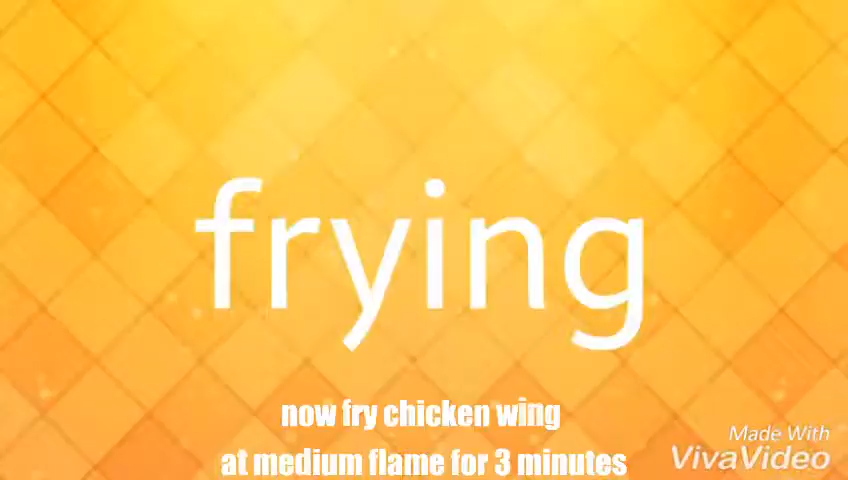 frying
now fry chicken wing
at medium flame for 3 minutes
Made With
VivaVideo